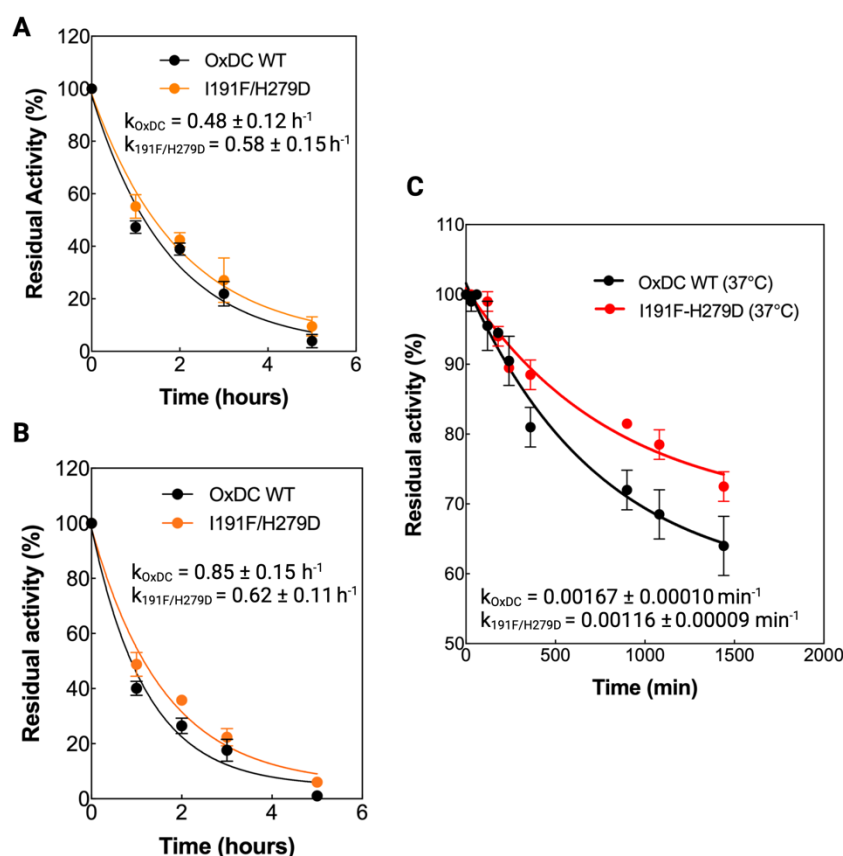 A
120
100
80
60
40
20
0
Residual Activity (%)
OxDC WT
I191F/H279D
kOxDC = 0.48 ± 0.12 h-1
k191F/H279D = 0.58 ± 0.15 h-1
0 2 4 6
Time (hours)
B
120
100
80
60
40
20
0
Residual activity (%)
OxDC WT
I191F/H279D
kOxDC = 0.85 ± 0.15 h-1
k191F/H279D = 0.62 ± 0.11 h-1
0 2 4 6
Time (hours)
C
110
100
90
80
70
60
50
Residual activity (%)
OxDC WT (37°C)
I191F-H279D (37°C)
kOxDC = 0.00167 ± 0.00010 min-1
k191F/H279D = 0.00116 ± 0.00009 min-1
0 500 1000 1500 2000
Time (min)